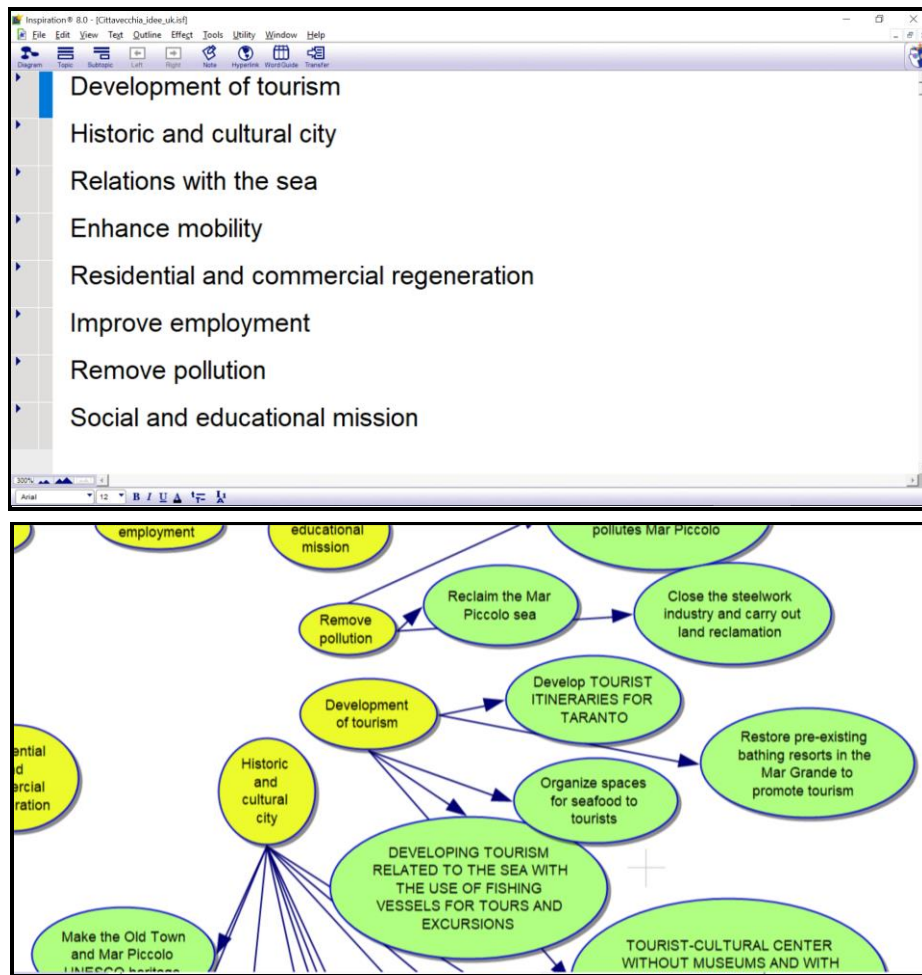 Inspiration® 8.0 - [Cittavecchia_idee_uk.isf]
File Edit View Text Outline Effect Tools Utility Window Help
Diagram Topic Subtopic Left Right Note Hyperlink Word Guide Transfer
Development of tourism
Historic and cultural city
Relations with the sea
Enhance mobility
Residential and commercial regeneration
Improve employment
Remove pollution
Social and educational mission
300%
Arial 12 B I U A
employment
educational
mission
pollutes Mar Piccolo
Remove
pollution
Reclaim the Mar
Piccolo sea
Close the steelwork
industry and carry out
land reclamation
Development
of tourism
Develop TOURIST
ITINERARIES FOR
TARANTO
Restore pre-existing
bathing resorts in the
Mar Grande to
promote tourism
Historic
and
cultural
city
Organize spaces
for seafood to
tourists
DEVELOPING TOURISM
RELATED TO THE SEA WITH
THE USE OF FISHING
VESSELS FOR TOURS AND
EXCURSIONS
Make the Old Town
and Mar Piccolo
UNESCO heritage
TOURIST-CULTURAL CENTER
WITHOUT MUSEUMS AND WITH